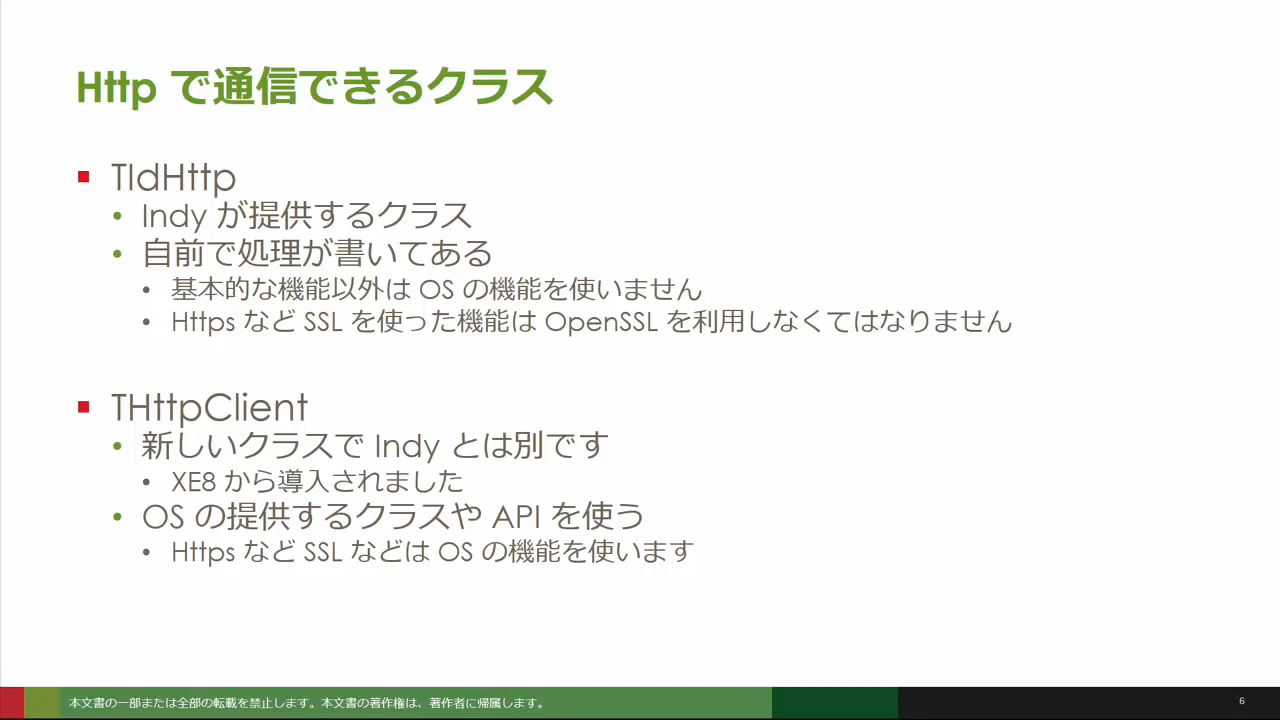 Http で通信できるクラス
TIdHttp
Indy が提供するクラス
自前で処理が書いてある
基本的な機能以外は OS の機能を使いません
Https など SSL を使った機能は OpenSSL を利用しなくてはなりません
THttpClient
新しいクラスで Indy とは別です
XE8 から導入されました
OS の提供するクラスや API を使う
Https など SSL などは OS の機能を使います
本文書の一部または全部の転載を禁止します。本文書の著作権は、著作者に帰属します。
6